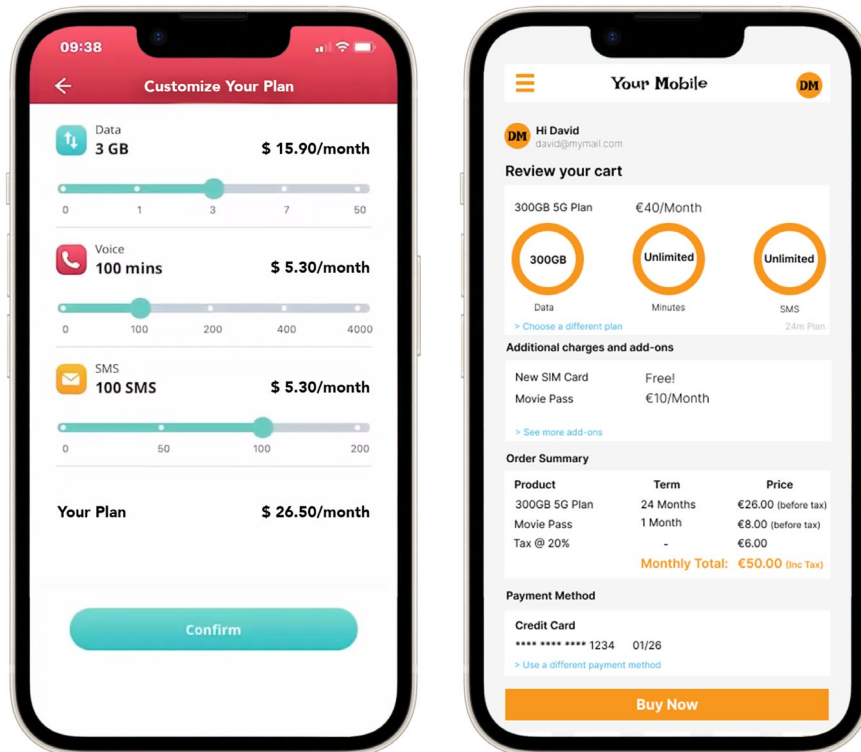 09:38
Customize Your Plan
Data
3 GB
$ 15.90/month
0 1 3 7 50
Voice
100 mins
$ 5.30/month
0 100 200 400 4000
SMS
100 SMS
$ 5.30/month
0 50 100 200
Your Plan
$ 26.50/month
Confirm
Your Mobile
DM
DM
Hi David
david@mymail.com
Review your cart
300GB 5G Plan €40/Month
300GB Unlimited Unlimited
Data Minutes SMS
> Choose a different plan 24m Plan
Additional charges and add-ons
New SIM Card Free!
Movie Pass €10/Month
> See more add-ons
Order Summary
Product Term Price
300GB 5G Plan 24 Months €26.00 (before tax)
Movie Pass 1 Month €8.00 (before tax)
Tax @ 20% - €6.00
Monthly Total: €50.00 (Inc Tax)
Payment Method
Credit Card
**** **** **** 1234 01/26
> Use a different payment method
Buy Now